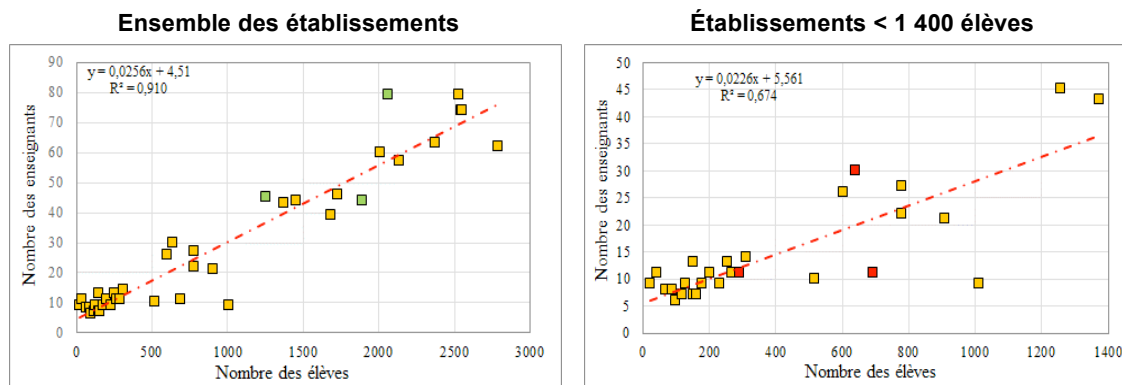 Ensemble des établissements
y = 0,0256x + 4,51
R² = 0,910
Nombre des enseignants
90
80
70
60
50
40
30
20
10
0
0 500 1000 1500 2000 2500 3000
Nombre des élèves
Établissements < 1 400 élèves
y = 0,0226x + 5,561
R² = 0,674
Nombre des enseignants
50
45
40
35
30
25
20
15
10
5
0
0 200 400 600 800 1000 1200 1400
Nombre des élèves